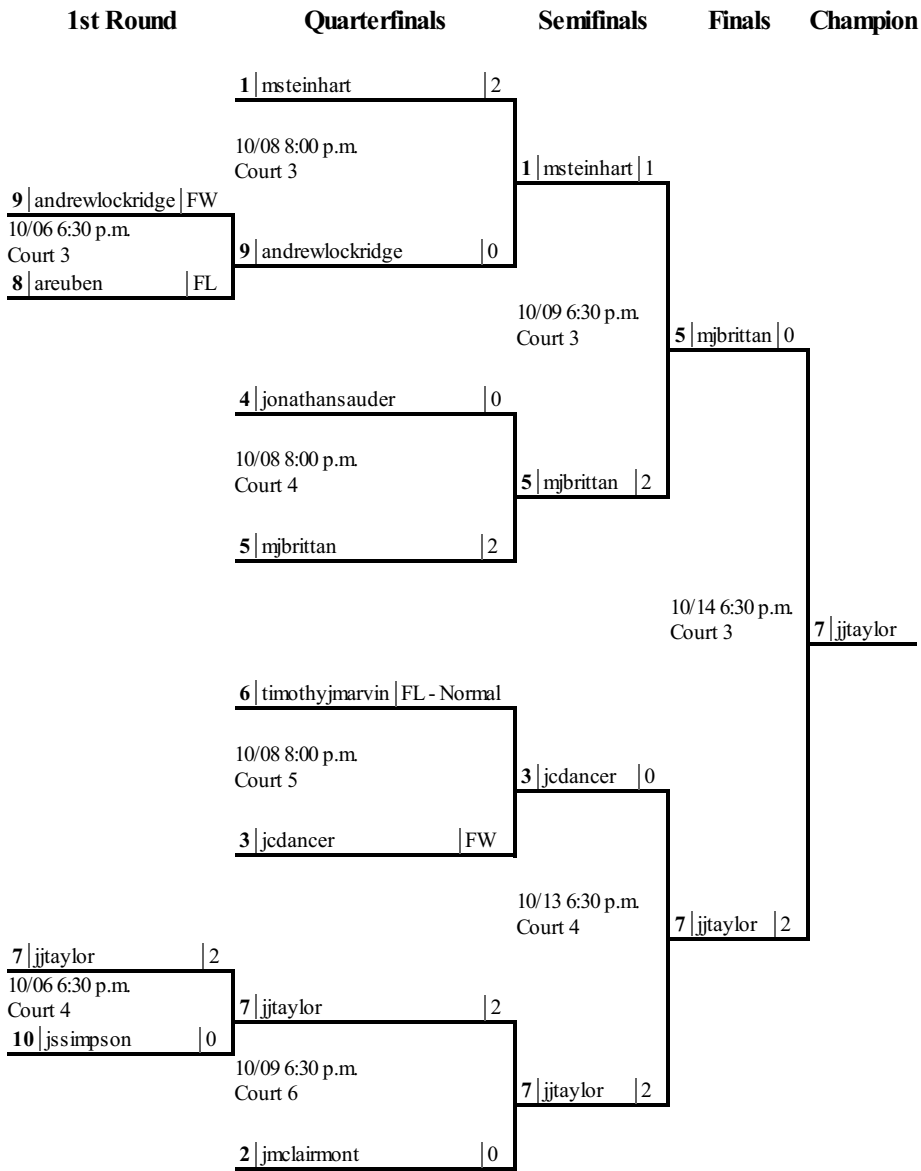 1st Round Quarterfinals Semifinals Finals Champion
1 msteinhart 2
10/08 8:00 p.m.
Court 3
1 msteinhart 1
9 andrewlockridge FW
10/06 6:30 p.m.
Court 3
9 andrewlockridge 0
8 areuben FL
10/09 6:30 p.m.
Court 3
5 mjbrittan 0
4 jonathansauder 0
10/08 8:00 p.m.
Court 4
5 mjbrittan 2
5 mjbrittan 2
10/14 6:30 p.m.
Court 3
7 jjtaylor
6 timothyjmarvin FL - Normal
10/08 8:00 p.m.
Court 5
3 jcdancer 0
3 jcdancer FW
10/13 6:30 p.m.
Court 4
7 jjtaylor 2
7 jjtaylor 2
10/06 6:30 p.m.
Court 4
7 jjtaylor 2
10 jssimpson 0
10/09 6:30 p.m.
Court 6
7 jjtaylor 2
2 jmclairmont 0